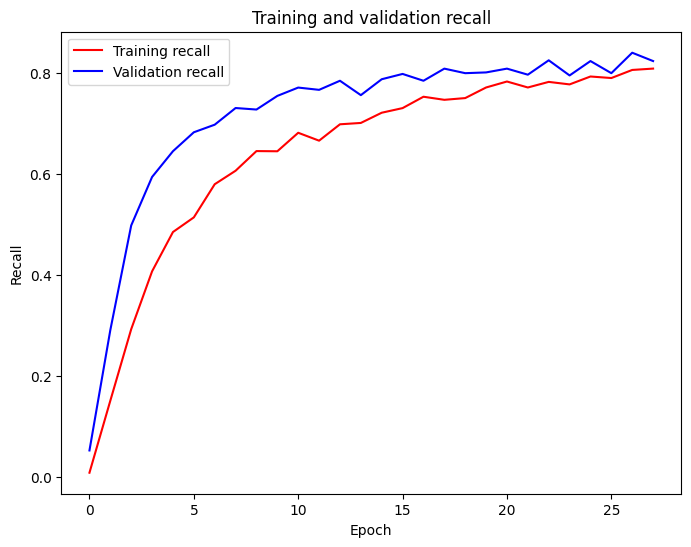 Training and validation recall
Training recall
Validation recall
0.8
0.6
0.4
0.2
0.0
Recall
0 5 10 15 20 25
Epoch